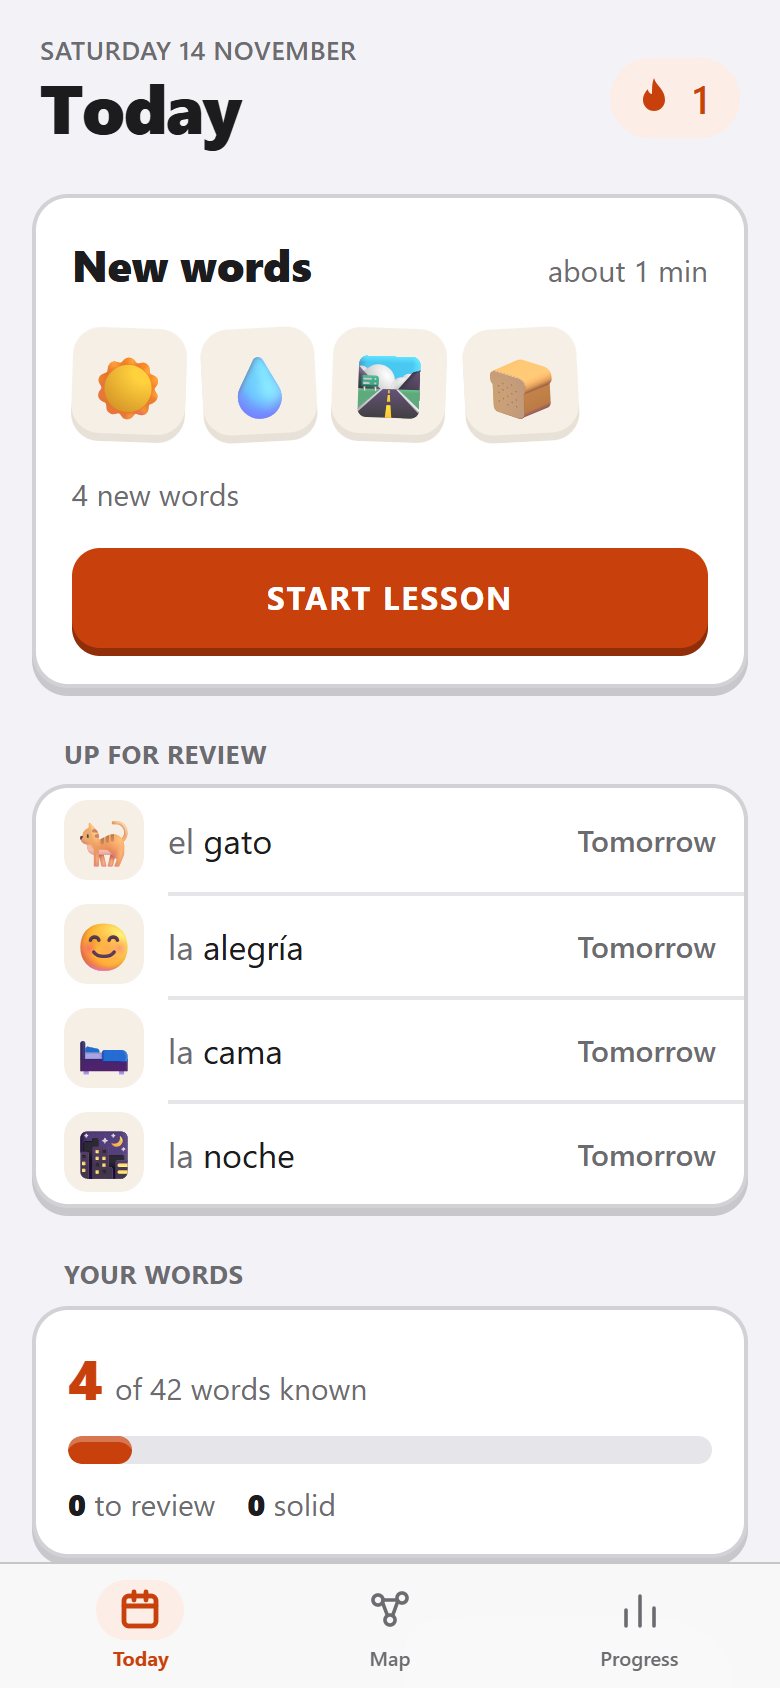 SATURDAY 14 NOVEMBER
Today
1
New words
about 1 min
4 new words
START LESSON
UP FOR REVIEW
el gato
Tomorrow
la alegría
Tomorrow
la cama
Tomorrow
la noche
Tomorrow
YOUR WORDS
4 of 42 words known
0 to review 0 solid
Today
Map
Progress